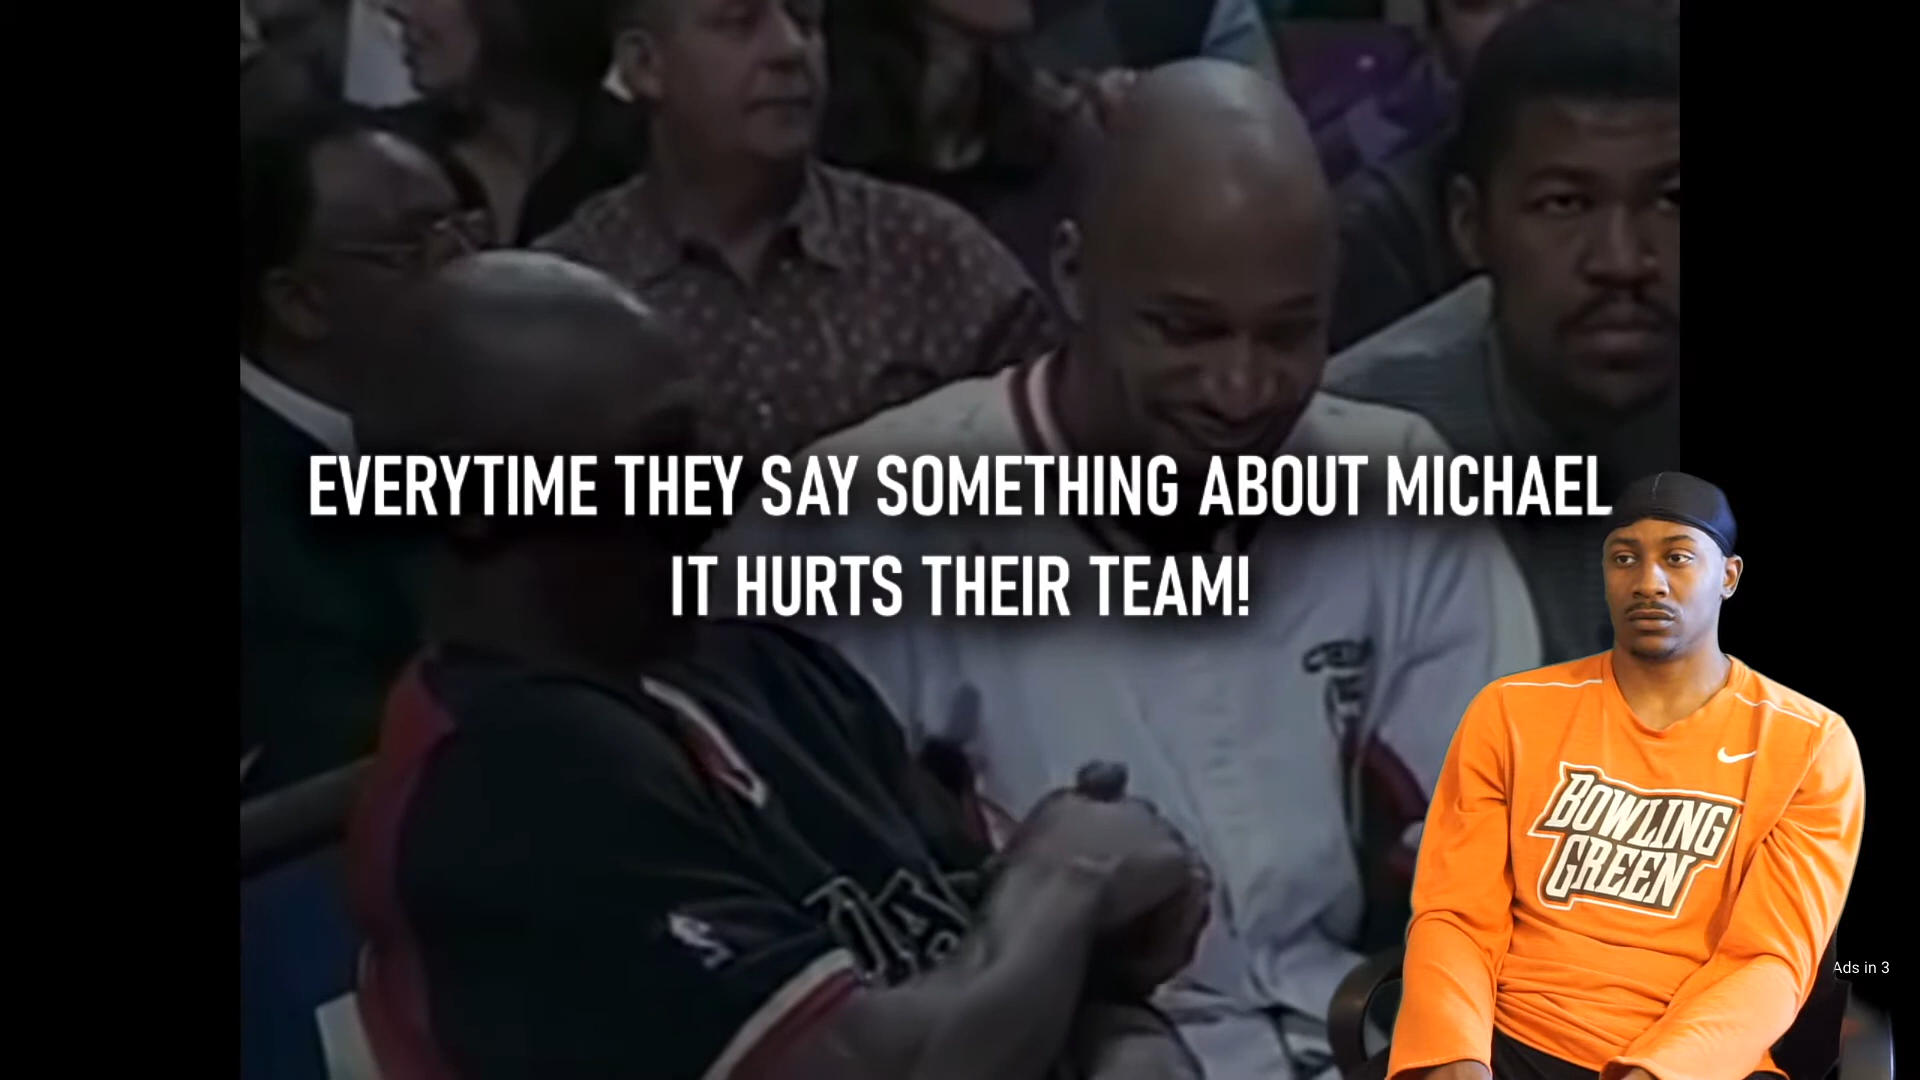 EVERYTIME THEY SAY SOMETHING ABOUT MICHAEL
IT HURTS THEIR TEAM!
BOWLING
GREEN
Ads in 3